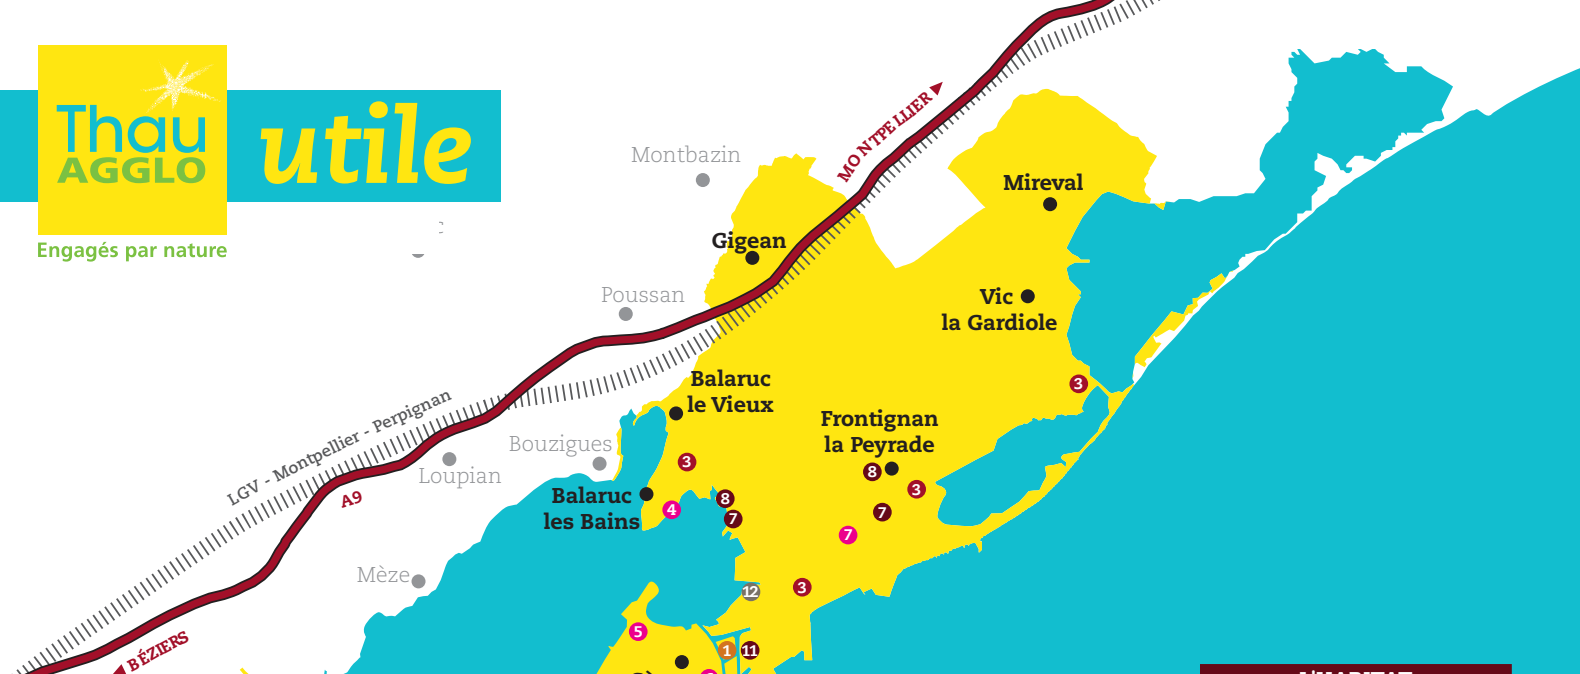 Thau
AGGLO
utile
Engagés par nature
MONTPELLIER
Montbazin
Mireval
Gigean
Poussan
Vic
la Gardiole
Balaruc
le Vieux
3
Frontignan
la Peyrade
LGV - Montpellier - Perpignan
Bouzigues
Loupian
A9
3
8
3
Balaruc
les Bains
4
8
7
7
7
Mèze
12
3
5
1
11
BÉZIERS